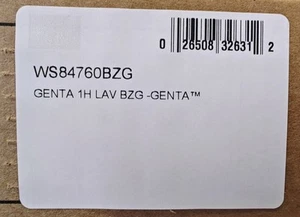 0 26508 32631 2
WS84760BZG
GENTA 1H LAV BZG -GENTA™